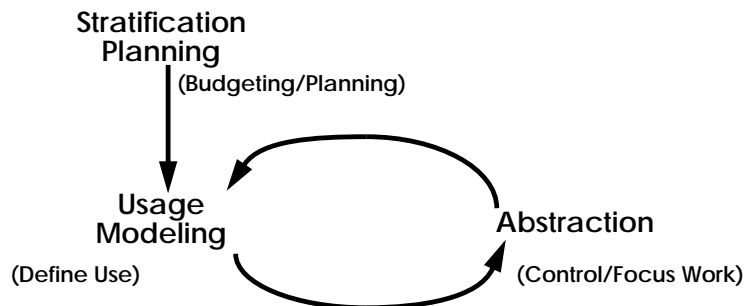 Stratification
Planning
(Budgeting/Planning)
Usage
Modeling
Abstraction
(Define Use)
(Control/Focus Work)